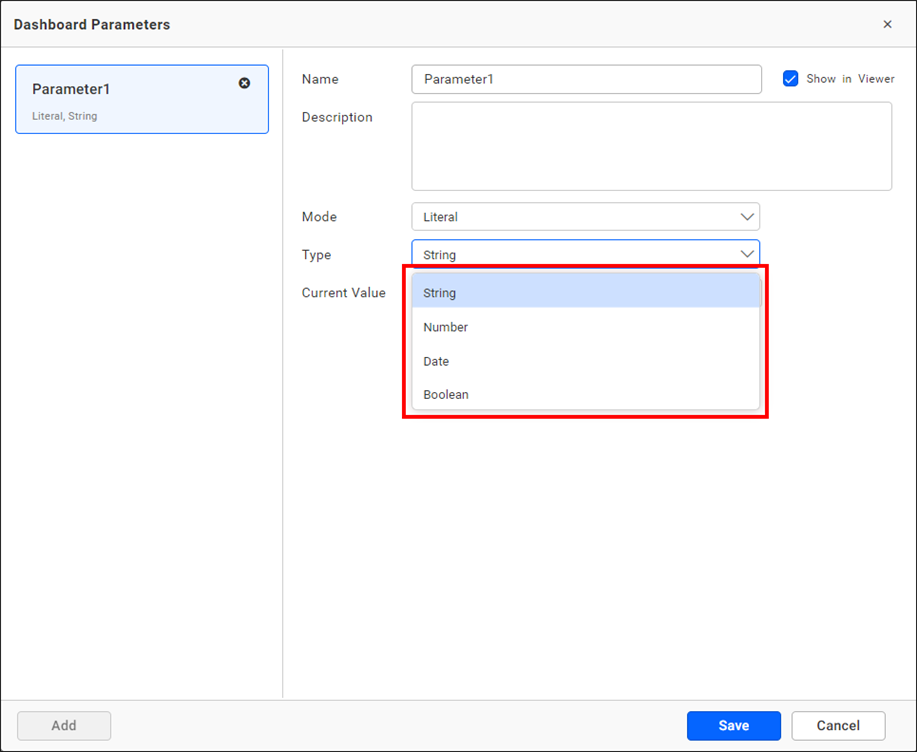 Dashboard Parameters
Parameter1
Literal, String
Name
Parameter1
Show in Viewer
Description
Mode
Literal
Type
String
Current Value
String
Number
Date
Boolean
Add
Save
Cancel